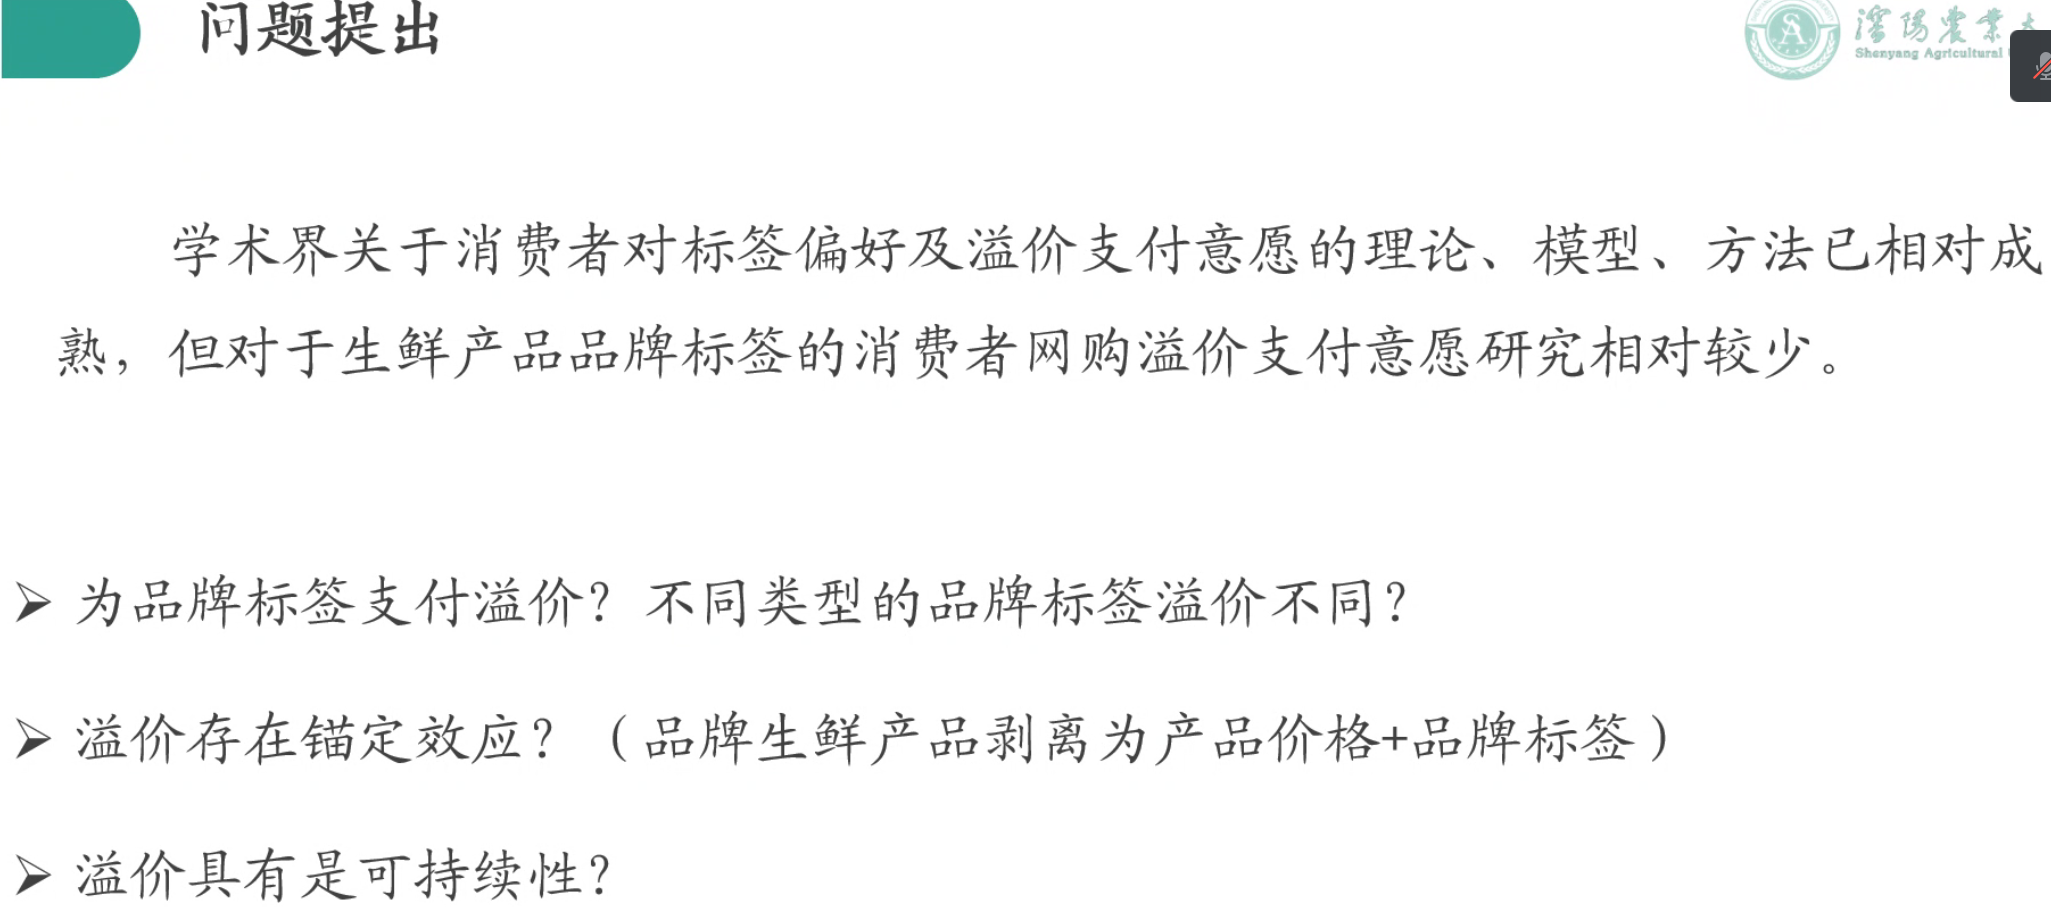 问题提出
沈阳农业大
Shenyang Agricultural
学术界关于消费者对标签偏好及溢价支付意愿的理论、模型、方法已相对成
熟，但对于生鲜产品品牌标签的消费者网购溢价支付意愿研究相对较少。
➢ 为品牌标签支付溢价？不同类型的品牌标签溢价不同？
➢ 溢价存在锚定效应？（品牌生鲜产品剥离为产品价格+品牌标签）
➢ 溢价具有是可持续性？